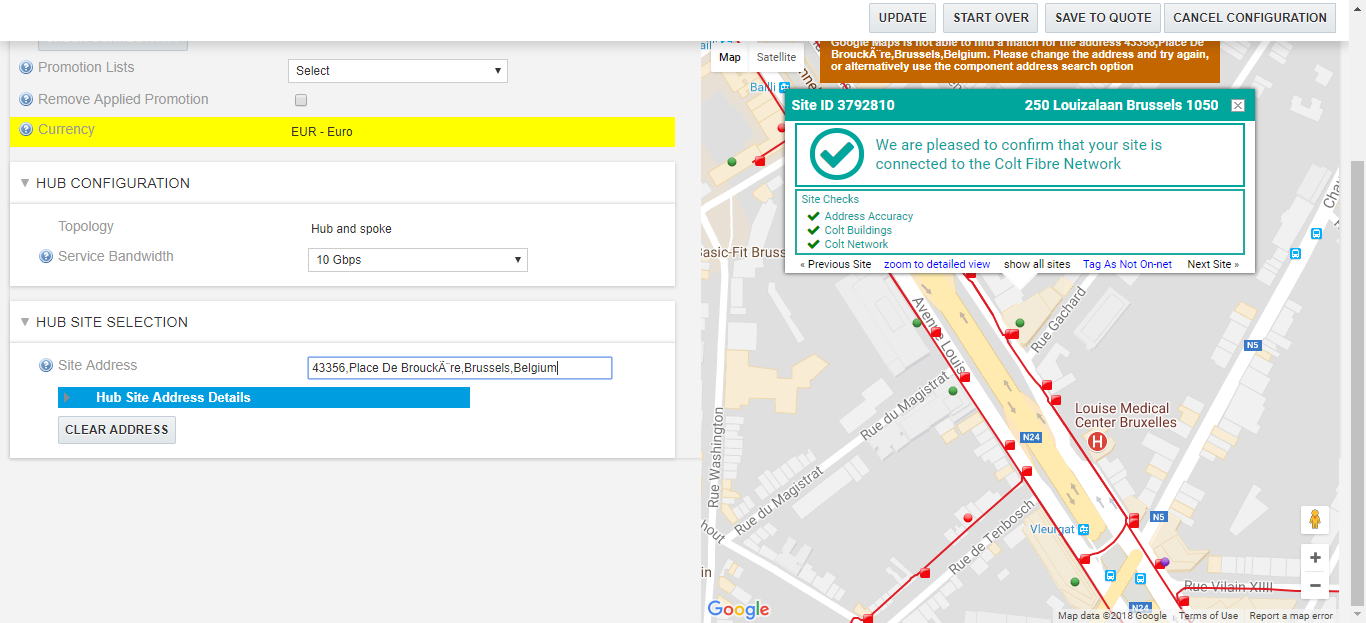 UPDATE
START OVER
SAVE TO QUOTE
CANCEL CONFIGURATION
Promotion Lists
Select
Remove Applied Promotion
Currency
EUR - Euro
HUB CONFIGURATION
Topology
Hub and spoke
Service Bandwidth
10 Gbps
HUB SITE SELECTION
Site Address
43356,Place De BrouckÃ¨re,Brussels,Belgium
Hub Site Address Details
CLEAR ADDRESS
Map
Satellite
Google Maps is not able to find a match for the address 43356,Place De
BrouckÃ¨re,Brussels,Belgium. Please change the address and try again,
or alternatively use the component address search option
Bailli
Site ID 3792810
250 Louizalaan Brussels 1050
We are pleased to confirm that your site is
connected to the Colt Fibre Network
Site Checks
Address Accuracy
Colt Buildings
Colt Network
« Previous Site
zoom to detailed view
show all sites
Tag As Not On-net
Next Site »
Basic-Fit Bruss
Cha
Avenue Louis
Rue Gachard
N5
Rue du Magistrat
Louise Medical
Center Bruxelles
H
N24
Rue Washington
Rue du Magistrat
N5
Vleurgat
Rue de Tenbosch
hout
in
Rue Vilain XIIII
N24
Google
Map data ©2018 Google
Terms of Use
Report a map error